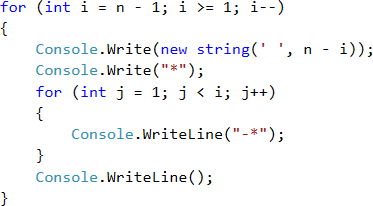 for (int i = n - 1; i >= 1; i--)
{
    Console.Write(new string(' ', n - i));
    Console.Write("*");
    for (int j = 1; j < i; j++)
    {
        Console.WriteLine("-*");
    }
    Console.WriteLine();
}